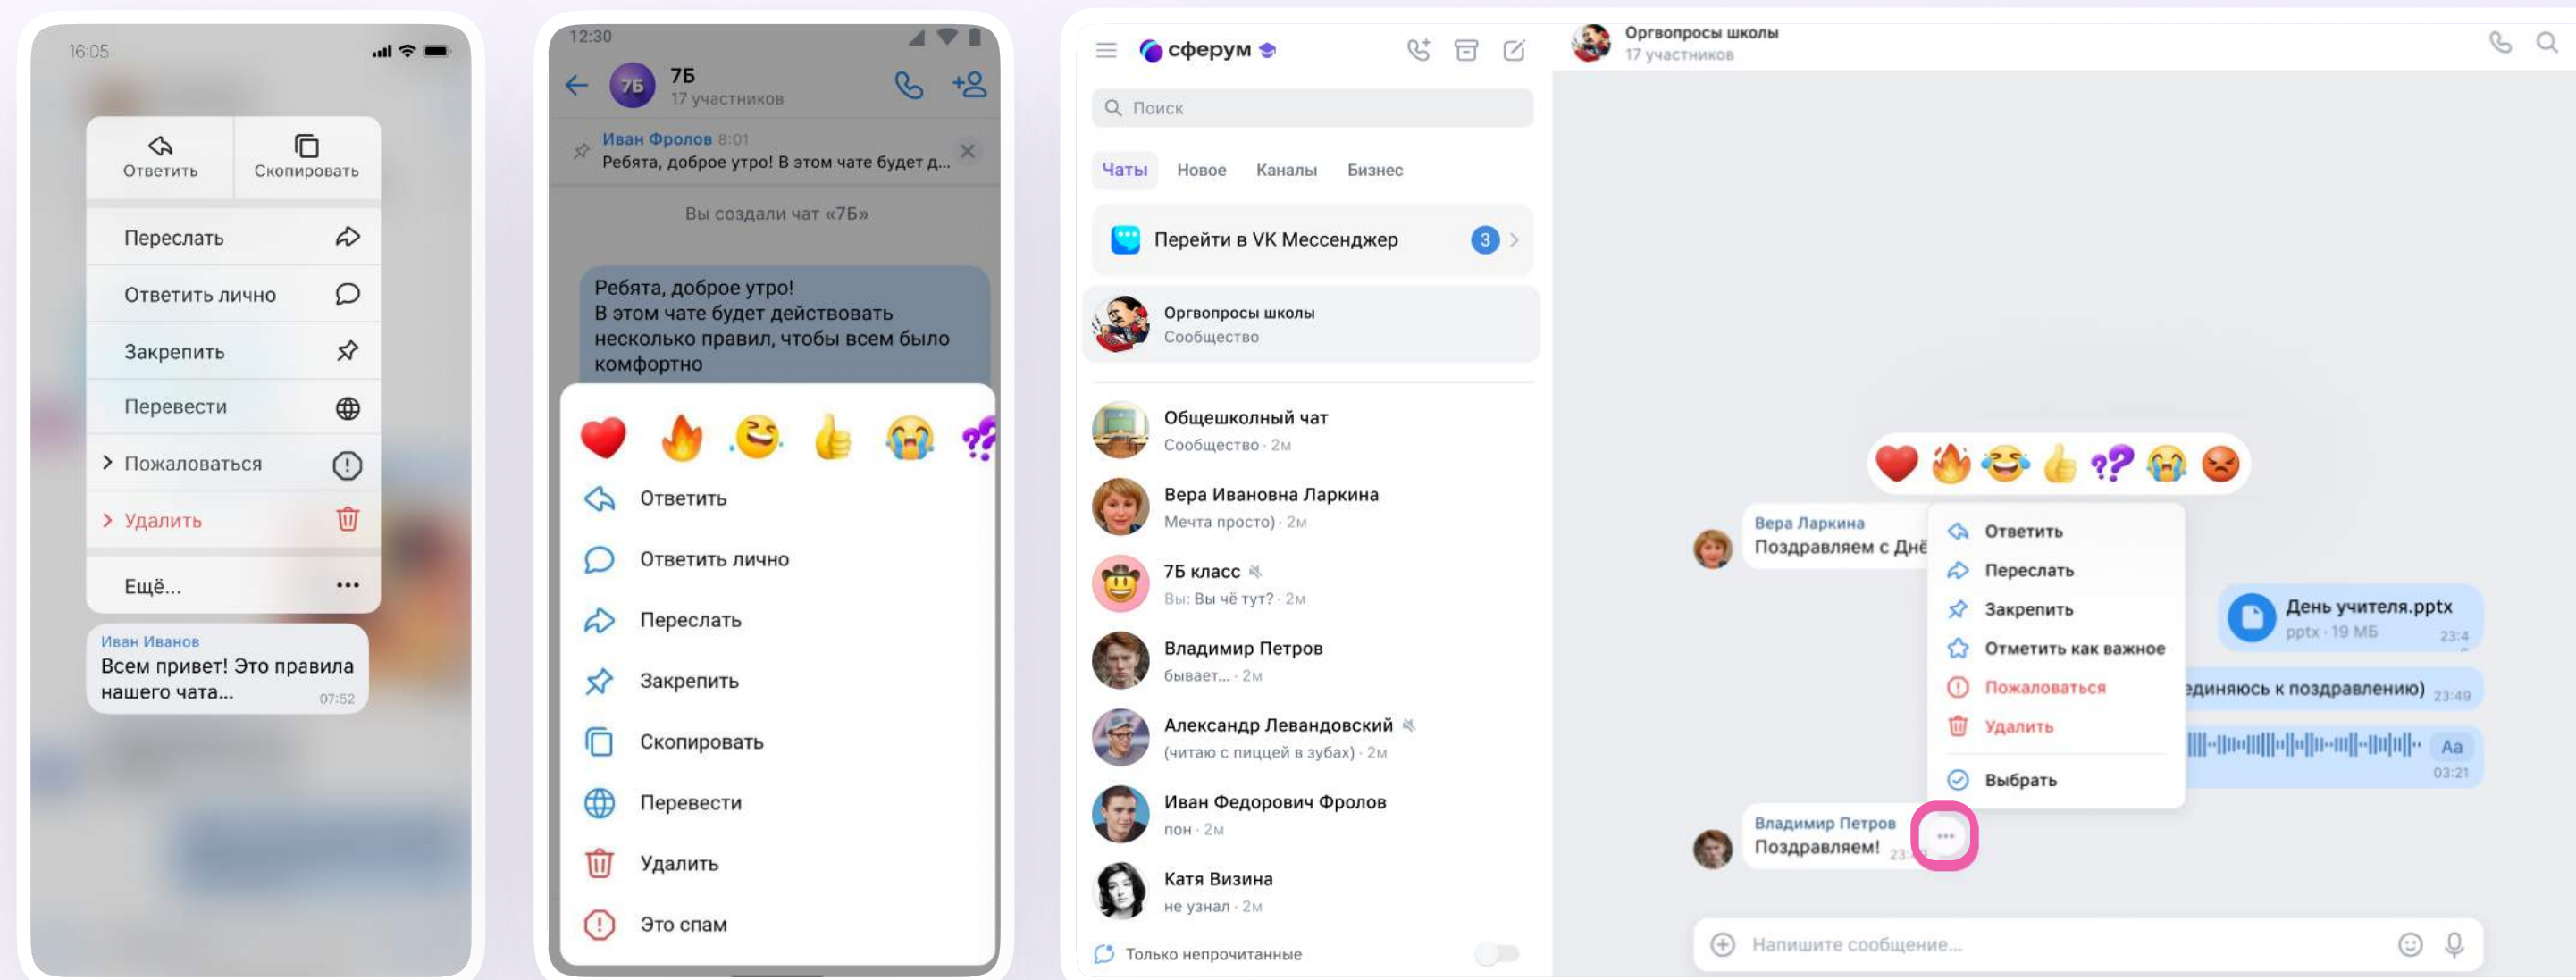 16:05
Ответить
Скопировать
Переслать
Ответить лично
Закрепить
Перевести
Пожаловаться
Удалить
Ещё...
Иван Иванов
Всем привет! Это правила
нашего чата...
07:52
12:30
7Б
7Б
17 участников
Иван Фролов 8:01
Ребята, доброе утро! В этом чате будет д...
Вы создали чат «7Б»
Ребята, доброе утро!
В этом чате будет действовать
несколько правил, чтобы всем было
комфортно
Ответить
Ответить лично
Переслать
Закрепить
Скопировать
Перевести
Удалить
Это спам
сферум
Поиск
Чаты Новое Каналы Бизнес
Перейти в VK Мессенджер 3
Оргвопросы школы
Сообщество
Общешкольный чат
Сообщество · 2м
Вера Ивановна Ларкина
Мечта просто) · 2м
7Б класс
Вы: Вы чё тут? · 2м
Владимир Петров
бывает... · 2м
Александр Левандовский
(читаю с пиццей в зубах) · 2м
Иван Федорович Фролов
пон · 2м
Катя Визина
не узнал · 2м
Только непрочитанные
Оргвопросы школы
17 участников
Вера Ларкина
Поздравляем с Днё
Ответить
Переслать
Закрепить
Отметить как важное
Пожаловаться
Удалить
Выбрать
День учителя.pptx
pptx · 19 МБ 23:4
единяюсь к поздравлению) 23:49
Aa
03:21
Владимир Петров
Поздравляем!
Напишите сообщение...